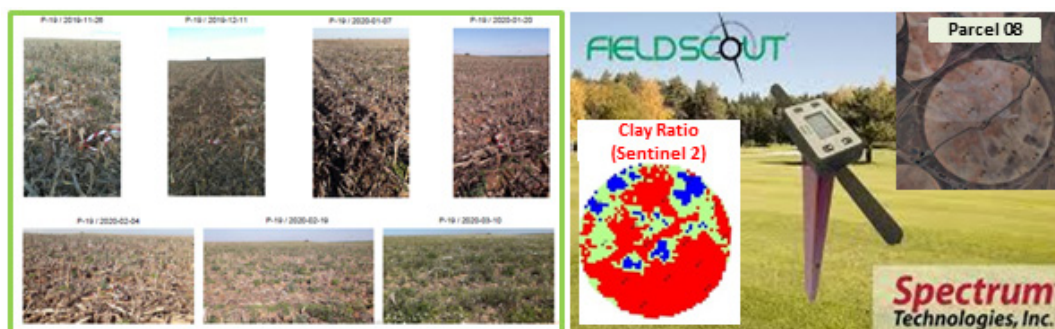 P-19 / 2019-11-26
P-19 / 2019-12-11
P-19 / 2020-01-07
P-19 / 2020-01-20
P-19 / 2020-02-04
P-19 / 2020-02-19
P-19 / 2020-03-10
FIELDSCOUT
Parcel 08
Clay Ratio
(Sentinel 2)
Spectrum
Technologies, Inc.